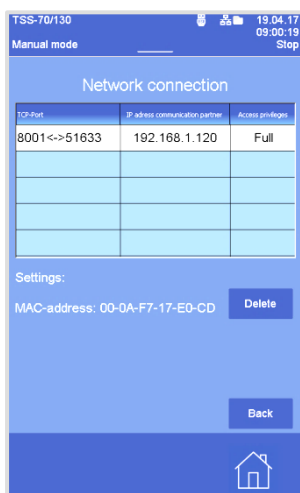 TSS-70/130 19.04.17
09:00:19
Manual mode Stop
Network connection
TCP-Port IP adress communication partner Access privileges
8001<->51633 192.168.1.120 Full
Settings:
MAC-address: 00-0A-F7-17-E0-CD Delete
Back